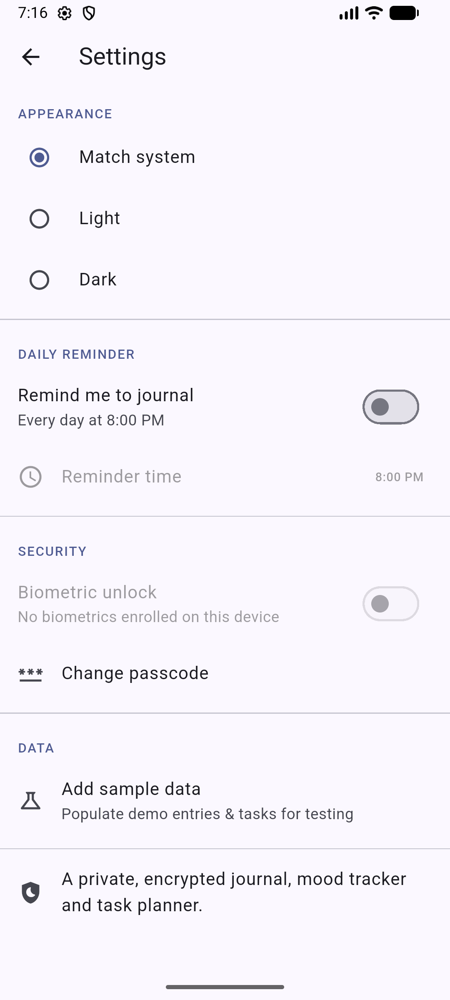 7:16
Settings
APPEARANCE
Match system
Light
Dark
DAILY REMINDER
Remind me to journal
Every day at 8:00 PM
Reminder time
8:00 PM
SECURITY
Biometric unlock
No biometrics enrolled on this device
Change passcode
DATA
Add sample data
Populate demo entries & tasks for testing
A private, encrypted journal, mood tracker
and task planner.